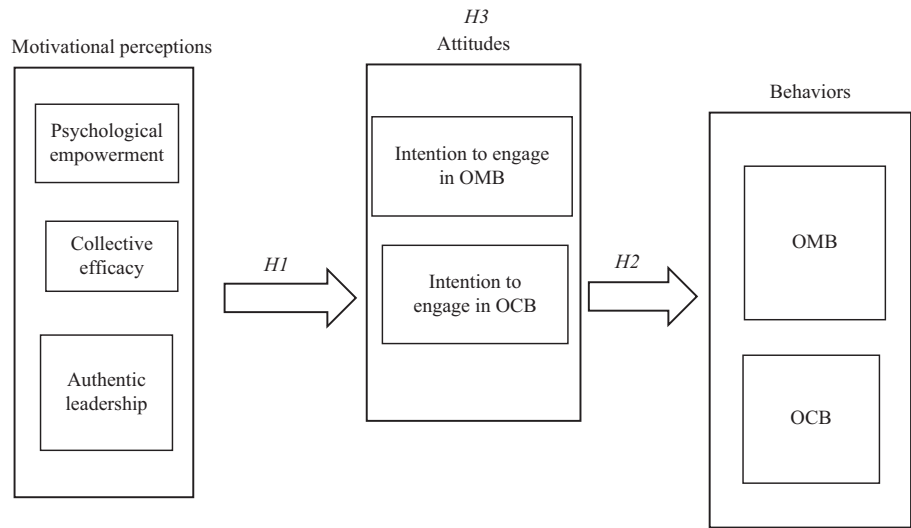 Motivational perceptions
Psychological
empowerment
Collective
efficacy
Authentic
leadership
H1
H3
Attitudes
Intention to engage
in OMB
Intention to
engage in OCB
H2
Behaviors
OMB
OCB